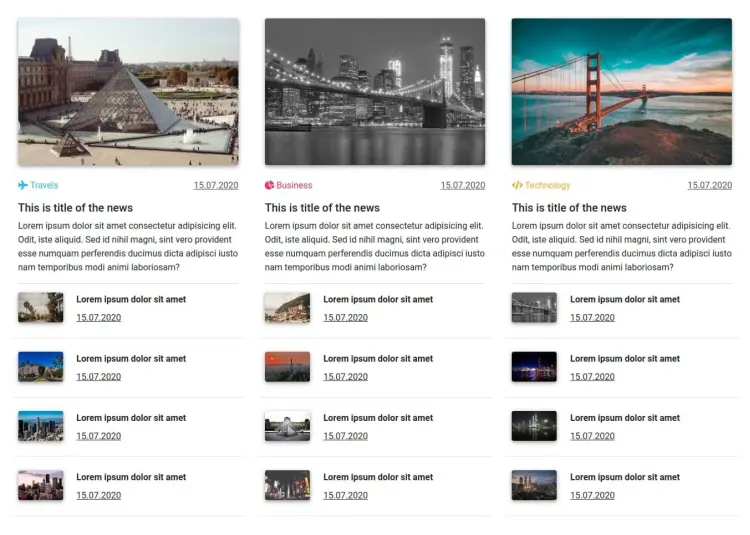 Travels 15.07.2020
This is title of the news
Lorem ipsum dolor sit amet consectetur adipisicing elit.
Odit, iste aliquid. Sed id nihil magni, sint vero provident
esse numquam perferendis ducimus dicta adipisci iusto
nam temporibus modi animi laboriosam?
Lorem ipsum dolor sit amet
15.07.2020
Lorem ipsum dolor sit amet
15.07.2020
Lorem ipsum dolor sit amet
15.07.2020
Lorem ipsum dolor sit amet
15.07.2020
Business 15.07.2020
This is title of the news
Lorem ipsum dolor sit amet consectetur adipisicing elit.
Odit, iste aliquid. Sed id nihil magni, sint vero provident
esse numquam perferendis ducimus dicta adipisci iusto
nam temporibus modi animi laboriosam?
Lorem ipsum dolor sit amet
15.07.2020
Lorem ipsum dolor sit amet
15.07.2020
Lorem ipsum dolor sit amet
15.07.2020
Lorem ipsum dolor sit amet
15.07.2020
Technology 15.07.2020
This is title of the news
Lorem ipsum dolor sit amet consectetur adipisicing elit.
Odit, iste aliquid. Sed id nihil magni, sint vero provident
esse numquam perferendis ducimus dicta adipisci iusto
nam temporibus modi animi laboriosam?
Lorem ipsum dolor sit amet
15.07.2020
Lorem ipsum dolor sit amet
15.07.2020
Lorem ipsum dolor sit amet
15.07.2020
Lorem ipsum dolor sit amet
15.07.2020